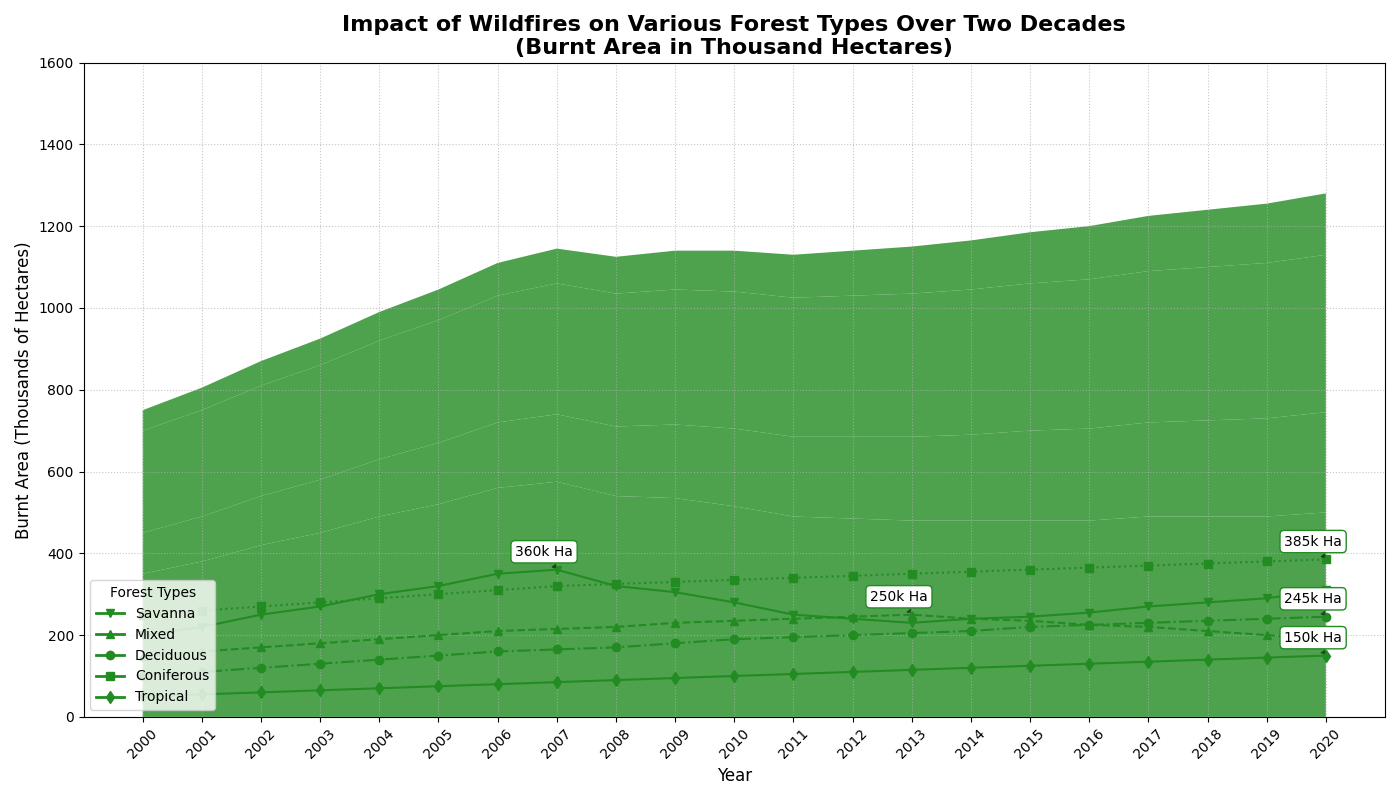 Impact of Wildfires on Various Forest Types Over Two Decades
(Burnt Area in Thousand Hectares)
Burnt Area (Thousands of Hectares)
1600
1400
1200
1000
800
600
400
200
0
360k Ha
250k Ha
385k Ha
245k Ha
150k Ha
Forest Types
Savanna
Mixed
Deciduous
Coniferous
Tropical
2000
2001
2002
2003
2004
2005
2006
2007
2008
2009
2010
2011
2012
2013
2014
2015
2016
2017
2018
2019
2020
Year